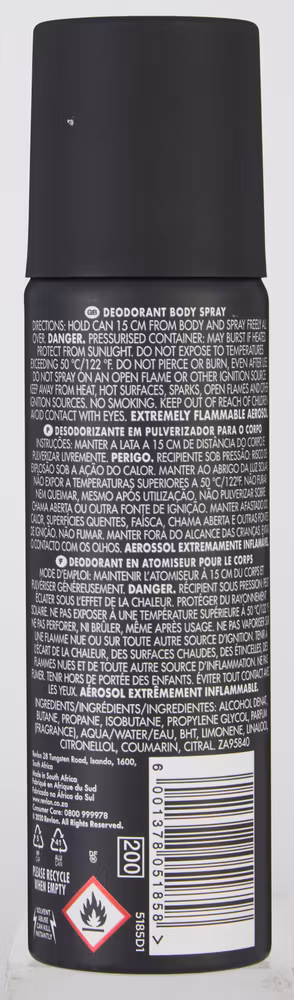 GB DEODORANT BODY SPRAY
DIRECTIONS: HOLD CAN 15 CM FROM BODY AND SPRAY FREELY ALL
OVER. DANGER. PRESSURISED CONTAINER: MAY BURST IF HEATED.
PROTECT FROM SUNLIGHT. DO NOT EXPOSE TO TEMPERATURES
EXCEEDING 50 °C/122 °F. DO NOT PIERCE OR BURN, EVEN AFTER USE.
DO NOT SPRAY ON AN OPEN FLAME OR OTHER IGNITION SOURCE.
KEEP AWAY FROM HEAT, HOT SURFACES, SPARKS, OPEN FLAMES AND OTHER
IGNITION SOURCES. NO SMOKING. KEEP OUT OF REACH OF CHILDREN.
AVOID CONTACT WITH EYES. EXTREMELY FLAMMABLE AEROSOL.
P DESODORIZANTE EM PULVERIZADOR PARA O CORPO
INSTRUÇÕES: MANTER A LATA A 15 CM DE DISTÂNCIA DO CORPO E
PULVERIZAR LIVREMENTE. PERIGO. RECIPIENTE SOB PRESSÃO: RISCO DE
EXPLOSÃO SOB A AÇÃO DO CALOR. MANTER AO ABRIGO DA LUZ SOLAR.
NÃO EXPOR A TEMPERATURAS SUPERIORES A 50 °C/122°F. NÃO FURAR
NEM QUEIMAR, MESMO APÓS UTILIZAÇÃO. NÃO PULVERIZAR SOBRE
CHAMA ABERTA OU OUTRA FONTE DE IGNIÇÃO. MANTER AFASTADO DO
CALOR, SUPERFÍCIES QUENTES, FAÍSCA, CHAMA ABERTA E OUTRAS FONTES
DE IGNIÇÃO. NÃO FUMAR. MANTER FORA DO ALCANCE DAS CRIANÇAS. EVITAR
O CONTACTO COM OS OLHOS. AEROSSOL EXTREMAMENTE INFLAMÁVEL.
F DEODORANT EN ATOMISEUR POUR LE CORPS
MODE D'EMPLOI: MAINTENIR L'ATOMISEUR À 15 CM DU CORPS ET
PULVÉRISER GÉNÉREUSEMENT. DANGER. RÉCIPIENT SOUS PRESSION, PEUT
ÉCLATER SOUS L'EFFET DE LA CHALEUR. PROTÉGER DU RAYONNEMENT
SOLAIRE. NE PAS EXPOSER À UNE TEMPÉRATURE SUPÉRIEURE À 50 °C/122 °F.
NE PAS PERFORER, NI BRÛLER, MÊME APRÈS USAGE. NE PAS VAPORISER SUR
UNE FLAMME NUE OU SUR TOUTE AUTRE SOURCE D'IGNITION. TENIR À
L'ÉCART DE LA CHALEUR, DES SURFACES CHAUDES, DES ÉTINCELLES, DES
FLAMMES NUES ET DE TOUTE AUTRE SOURCE D'INFLAMMATION. NE PAS
FUMER. TENIR HORS DE PORTÉE DES ENFANTS. ÉVITER TOUT CONTACT AVEC
LES YEUX. AÉROSOL EXTRÊMEMENT INFLAMMABLE.
INGREDIENTS/INGRÉDIENTS/INGREDIENTES: ALCOHOL DENAT,
BUTANE, PROPANE, ISOBUTANE, PROPYLENE GLYCOL, PARFUM
(FRAGRANCE), AQUA/WATER/EAU, BHT, LIMONENE, LINALOOL,
CITRONELLOL, COUMARIN, CITRAL. ZAP5840
Revlon 28 Tungsten Road, Isando, 1600,
South Africa
Made in South Africa
Fabriqué en Afrique du Sud
Fabricado na Africa do Sul
www.revlon.co.za
Consumer Care: 0800 999978
© 2020 Revlon. All Rights Reserved.
PLEASE RECYCLE
WHEN EMPTY
SOLVENT
ABUSE
CAN KILL
INSTANTLY
200
5185D1
6 001378 051858 >